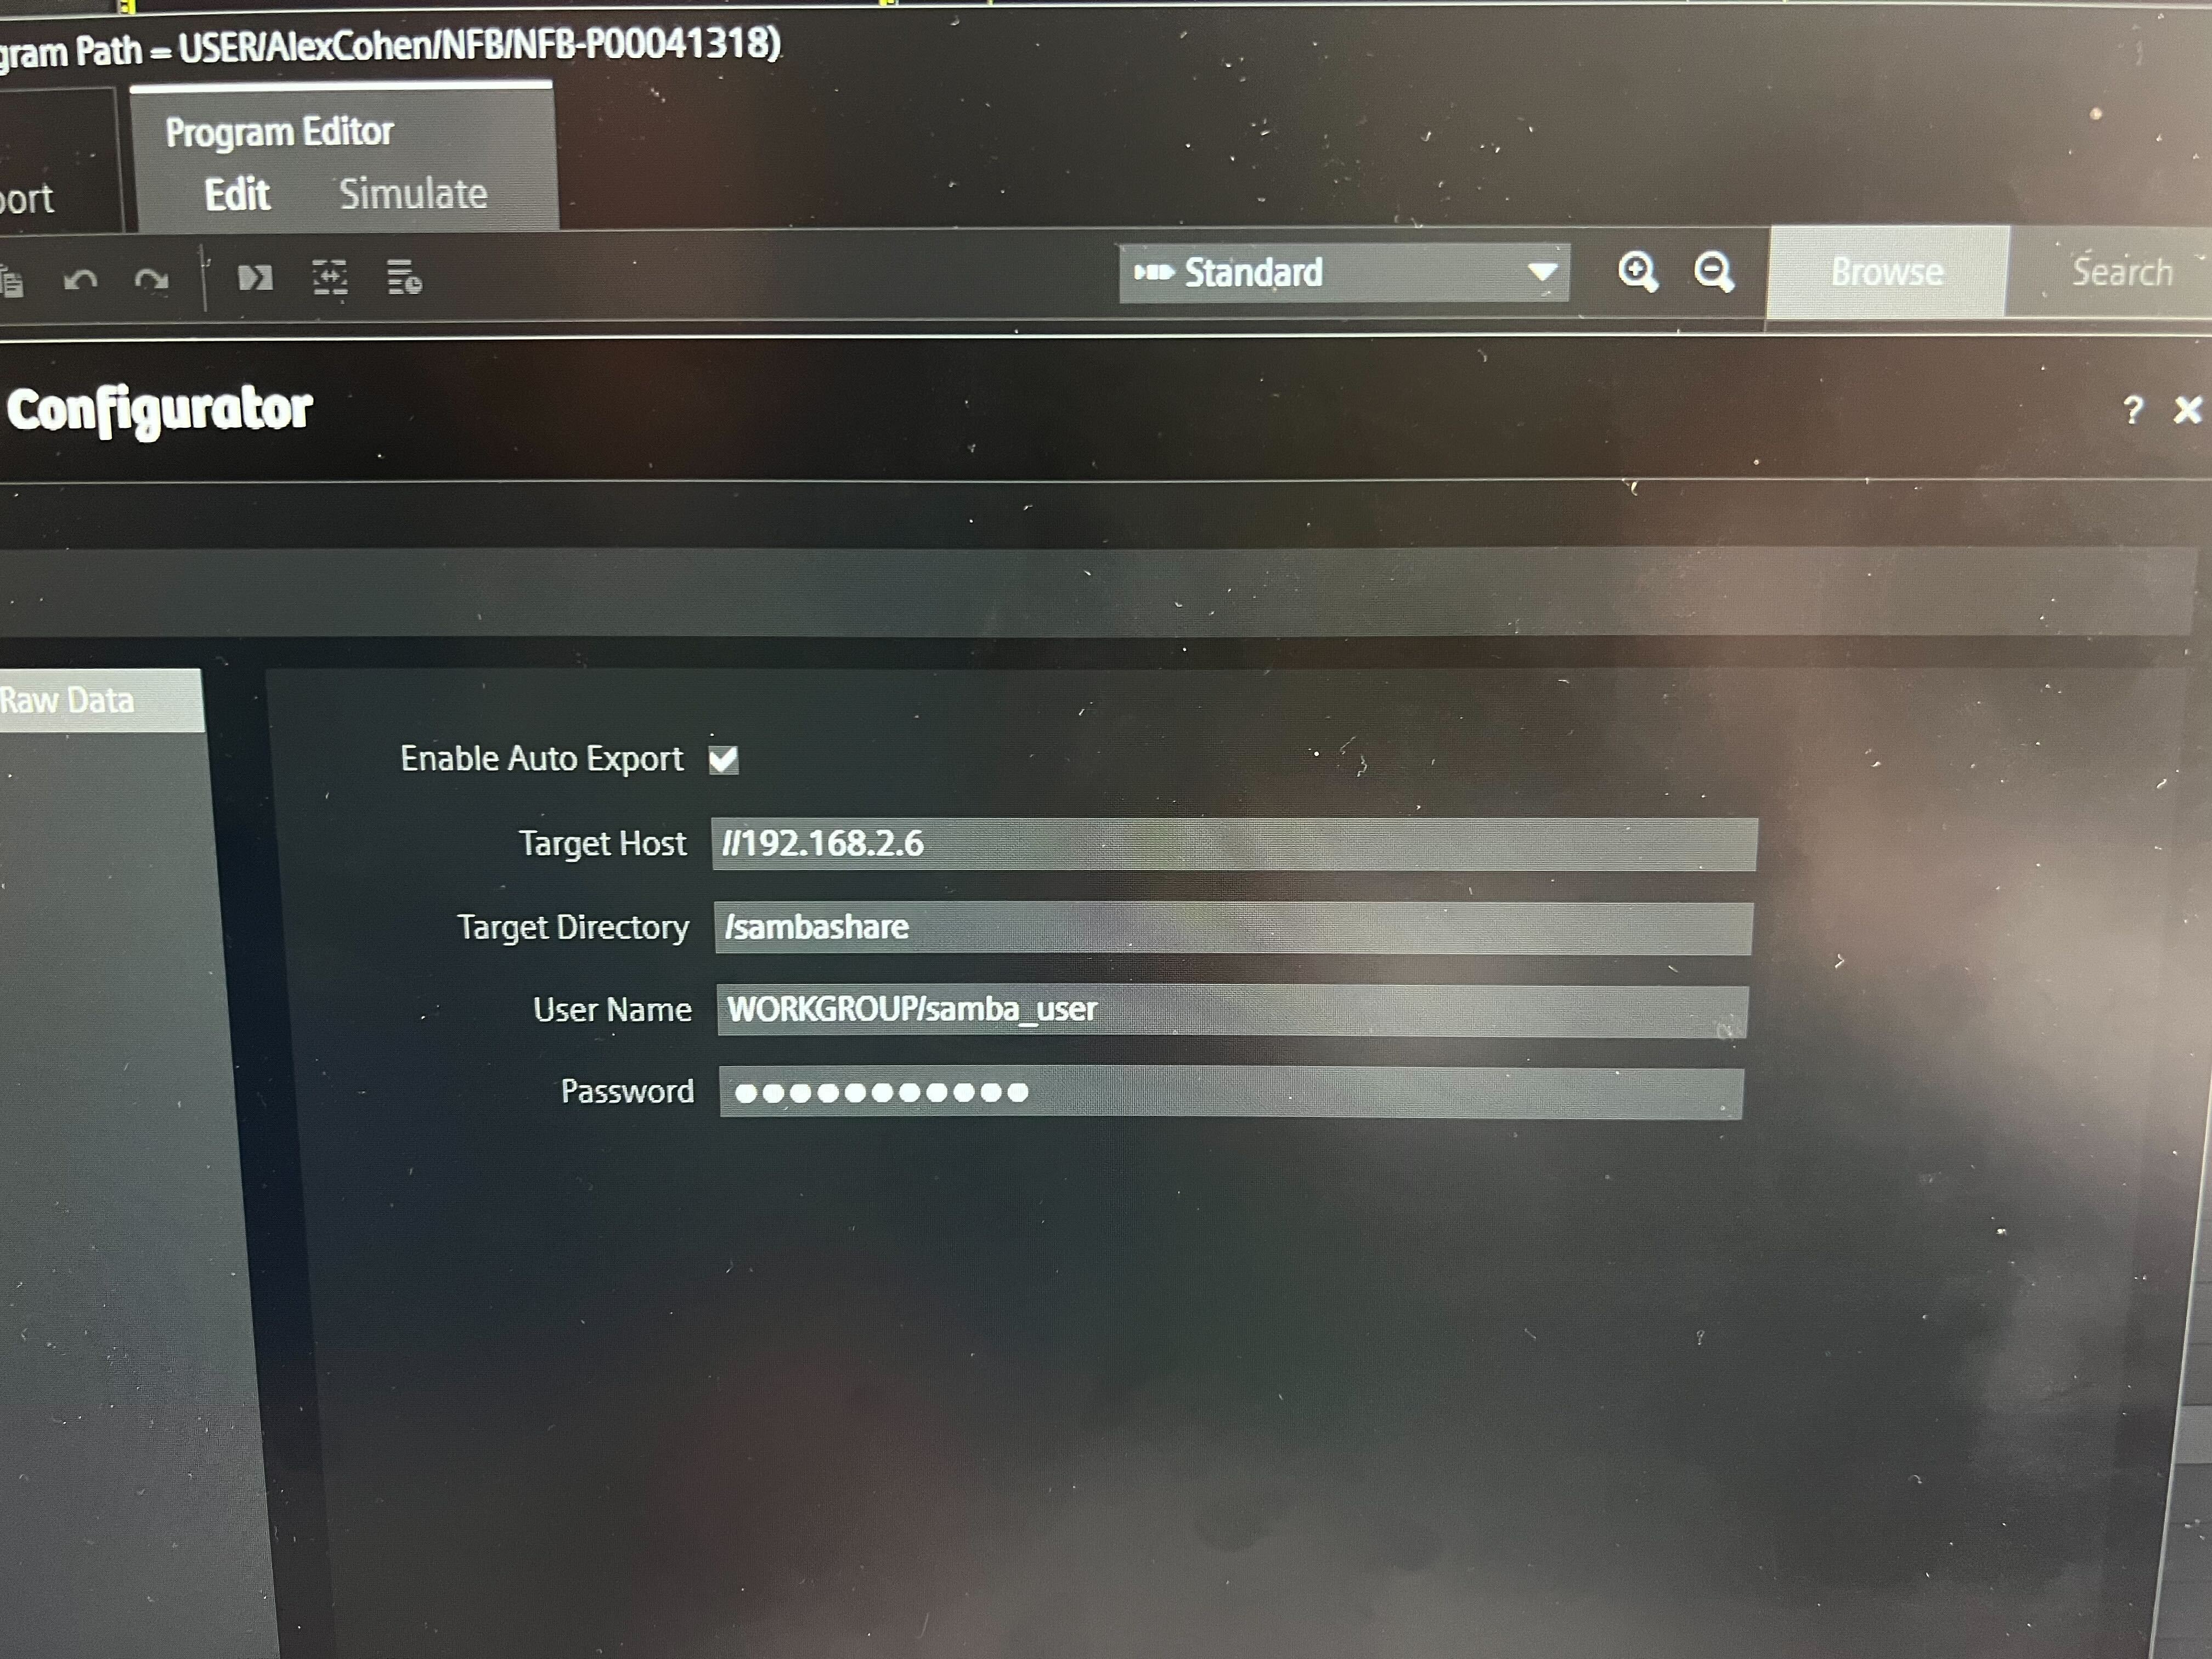 gram Path = USER/AlexCohen/NFB/NFB-P00041318)
Program Editor
port
Edit Simulate
Standard
Browse Search
Configurator ? ×
Raw Data
Enable Auto Export
Target Host //192.168.2.6
Target Directory /sambashare
User Name WORKGROUP/samba_user
Password ●●●●●●●●●●●